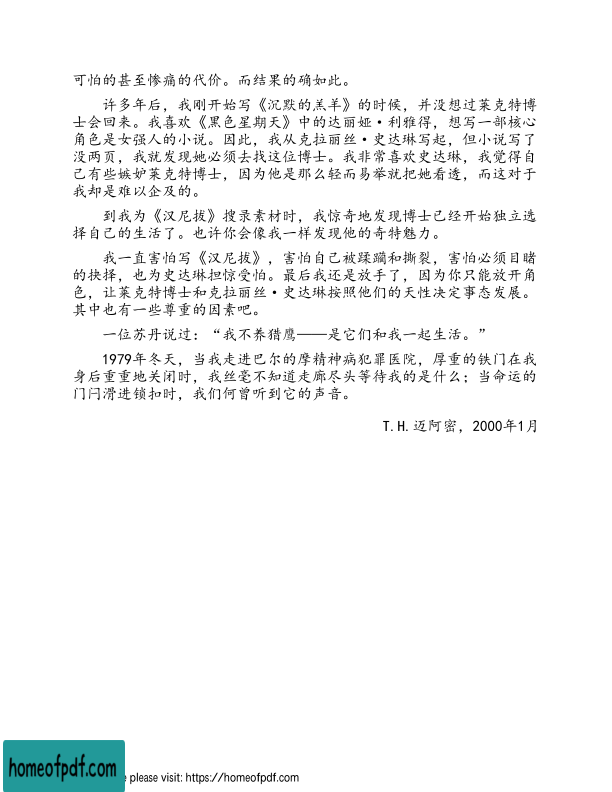 可怕的甚至惨痛的代价。而结果的确如此。
许多年后，我刚开始写《沉默的羔羊》的时候，并没想过莱克特博
士会回来。我喜欢《黑色星期天》中的达丽娅·利雅得，想写一部核心
角色是女强人的小说。因此，我从克拉丽丝·史达琳写起，但小说写了
没两页，我就发现她必须去找这位博士。我非常喜欢史达琳，我觉得自
己有些嫉妒莱克特博士，因为他是那么轻而易举就把她看透，而这对于
我却是难以企及的。
到我为《汉尼拔》搜录素材时，我惊奇地发现博士已经开始独立选
择自己的生活了。也许你会像我一样发现他的奇特魅力。
我一直害怕写《汉尼拔》，害怕自己被蹂躏和撕裂，害怕必须目睹
的抉择，也为史达琳担惊受怕。最后我还是放手了，因为你只能放开角
色，让莱克特博士和克拉丽丝·史达琳按照他们的天性决定事态发展。
其中也有一些尊重的因素吧。
一位苏丹说过：“我不养猎鹰——是它们和我一起生活。”
1979年冬天，当我走进巴尔的摩精神病犯罪医院，厚重的铁门在我
身后重重地关闭时，我丝毫不知道走廊尽头等待我的是什么；当命运的
门闩滑进锁扣时，我们何曾听到它的声音。
T.H.迈阿密，2000年1月
homeofpdf.com
please visit: https://homeofpdf.com